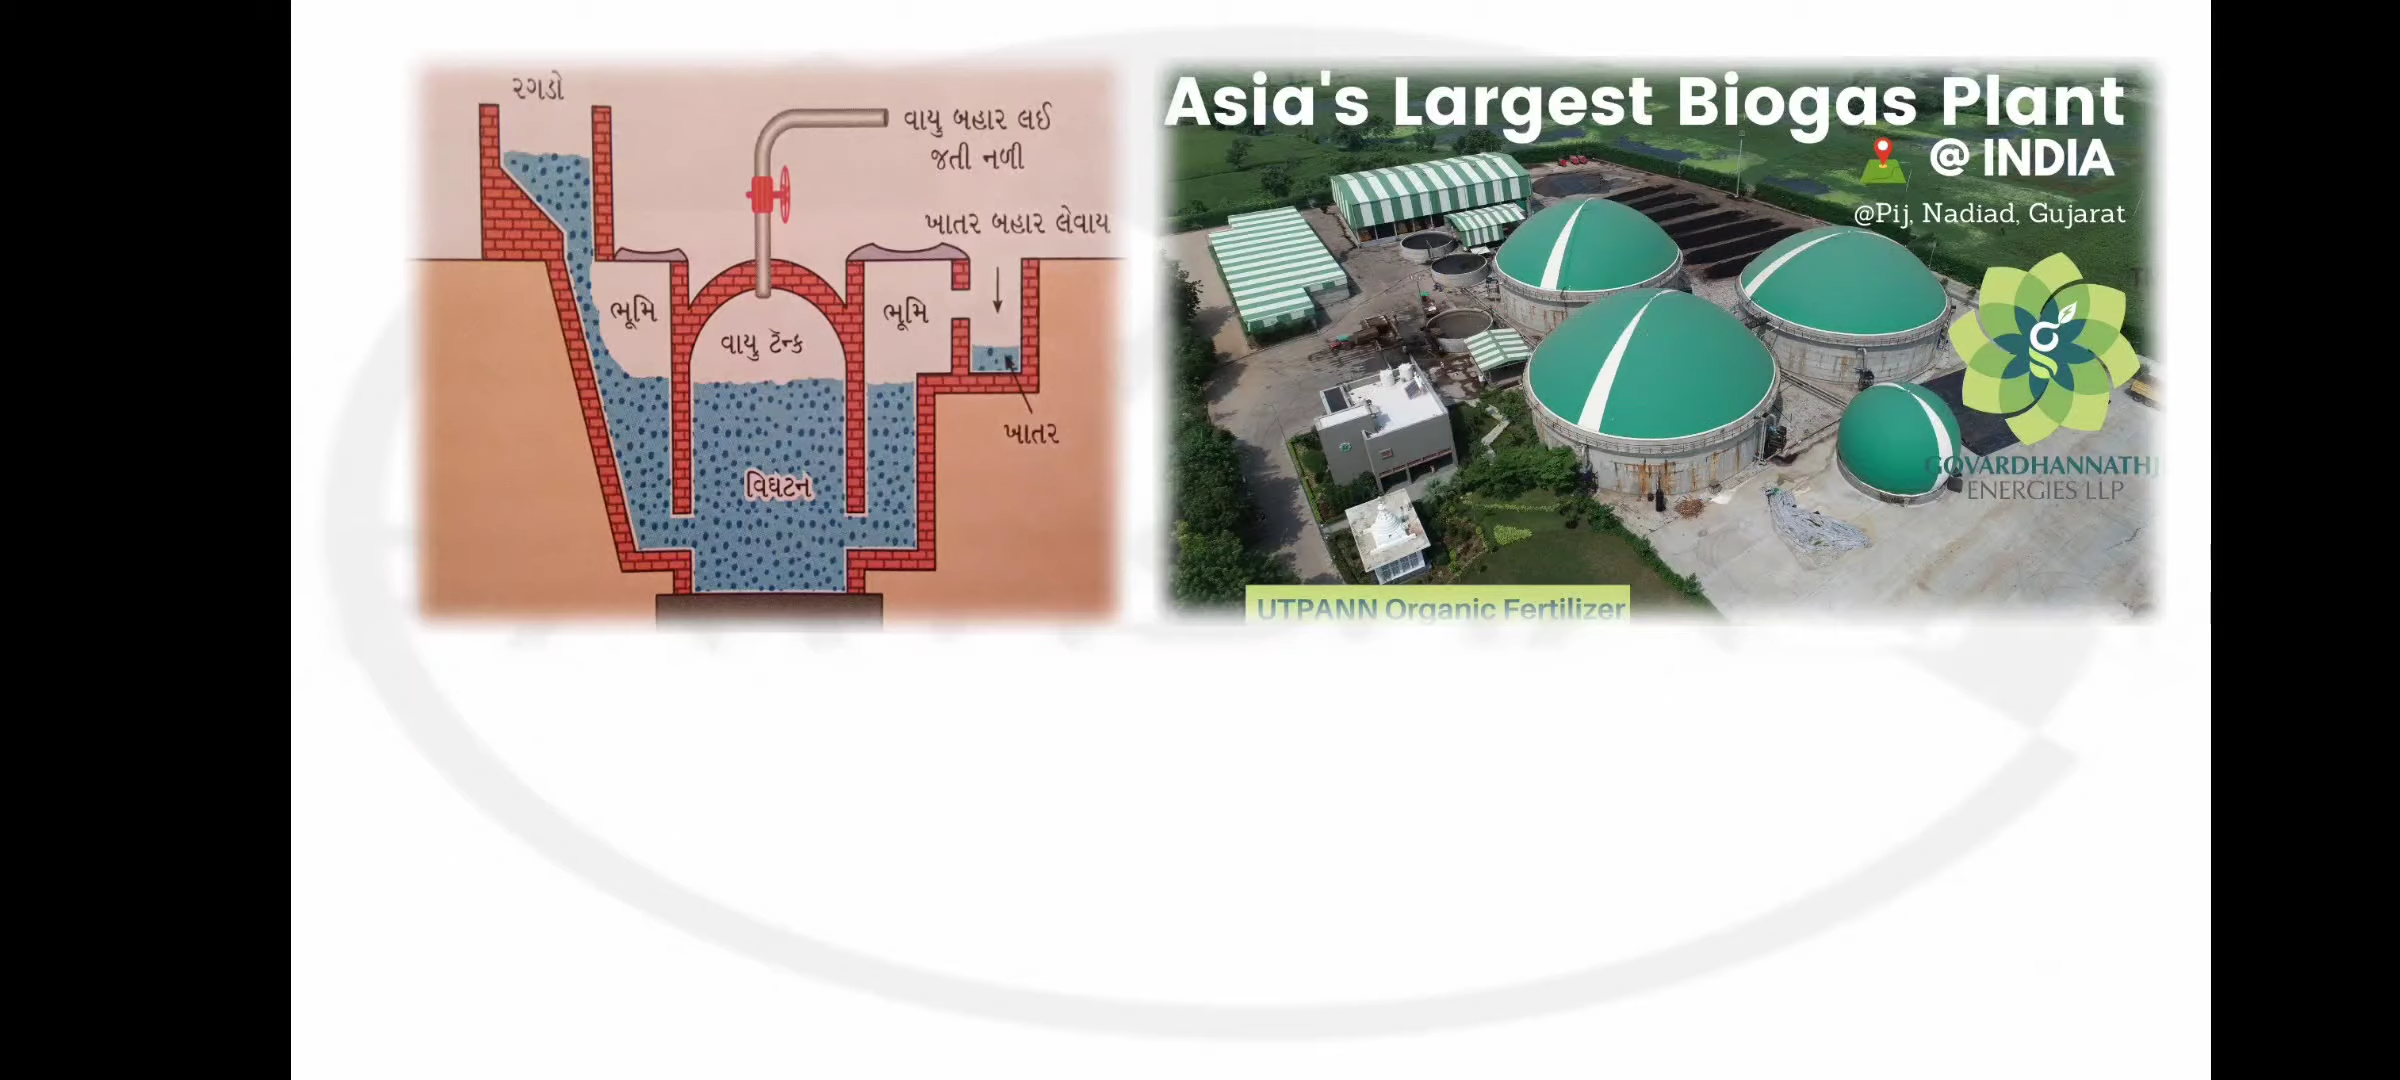 રગડો
વાયુ બહાર લઈ
જતી નળી
ખાતર બહાર લેવાય
ભૂમિ
વાયુ ટૅન્ક
ભૂમિ
ખાતર
વિઘટન
Asia's Largest Biogas Plant
@ INDIA
@Pij, Nadiad, Gujarat
GOVARDHANNATHJI
ENERGIES LLP
UTPANN Organic Fertilizer